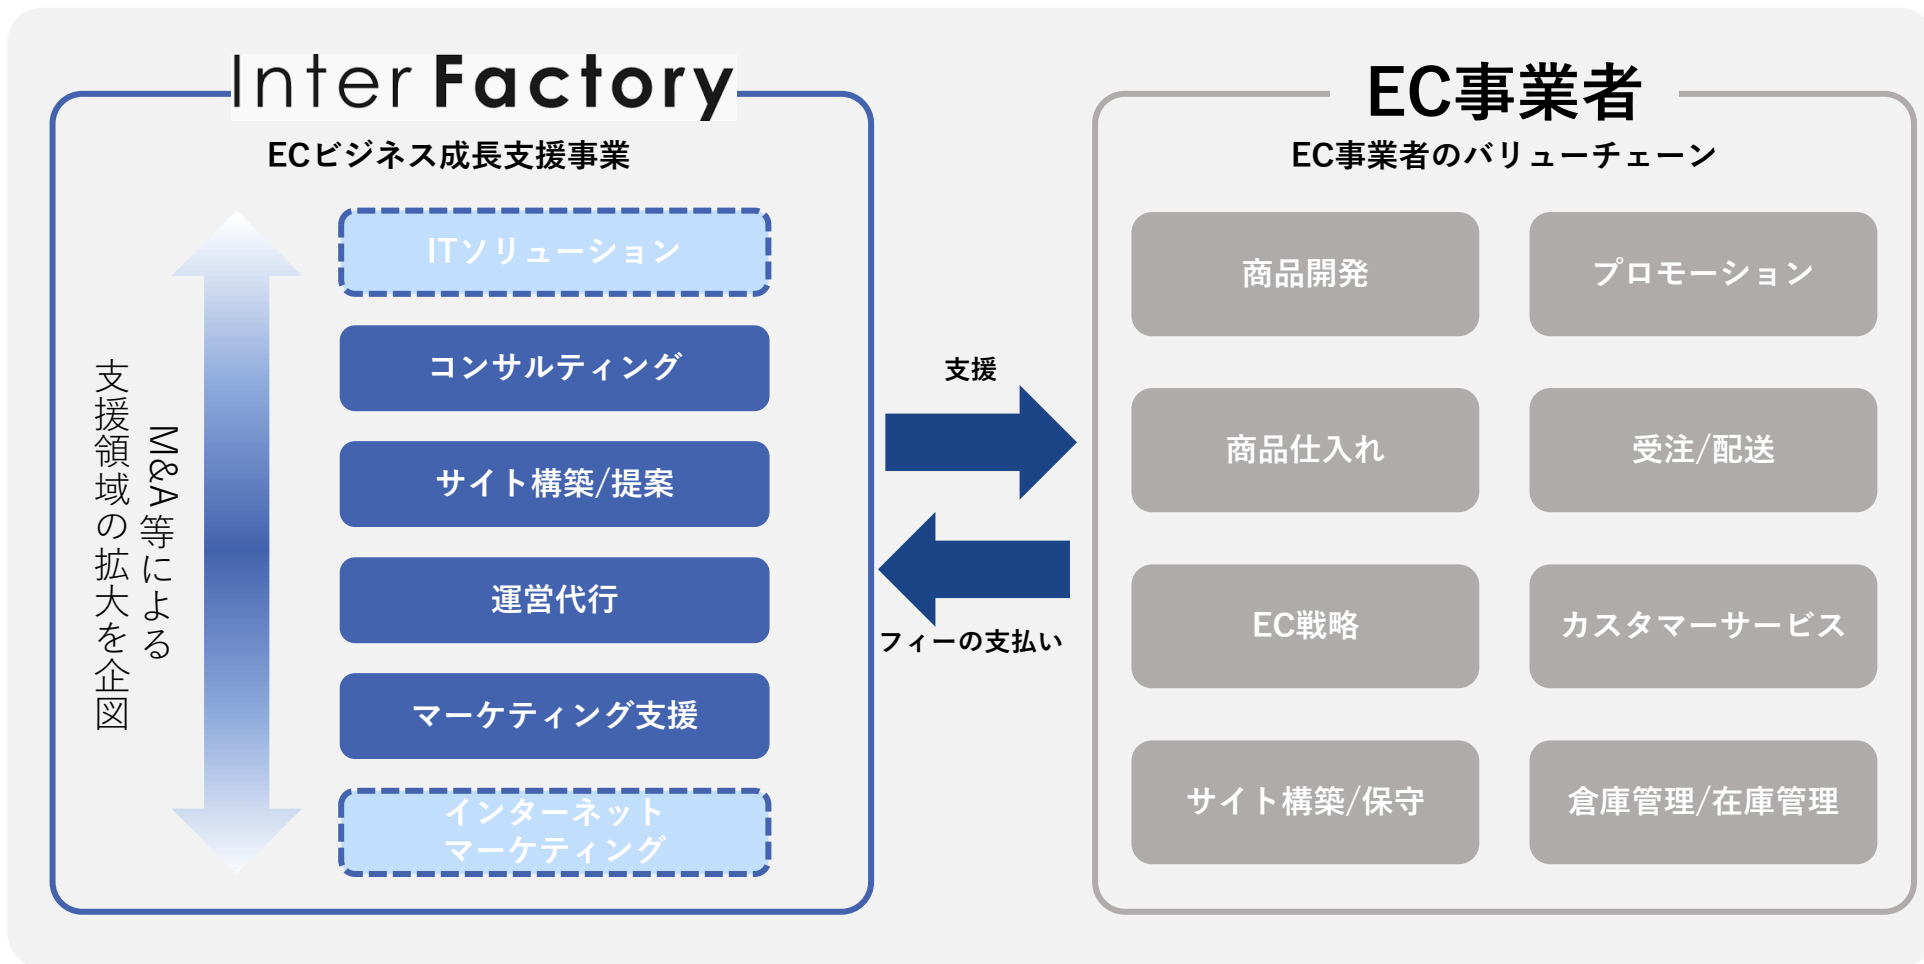 Inter Factory
ECビジネス成長支援事業
M&A等による
支援領域の拡大を企図
ITソリューション
コンサルティング
サイト構築/提案
運営代行
マーケティング支援
インターネット
マーケティング
支援
フィーの支払い
EC事業者
EC事業者のバリューチェーン
商品開発
プロモーション
商品仕入れ
受注/配送
EC戦略
カスタマーサービス
サイト構築/保守
倉庫管理/在庫管理